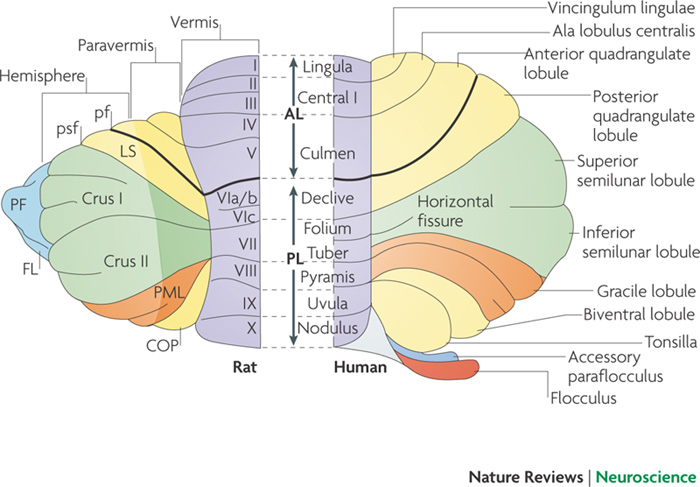 Vermis
Paravermis
Hemisphere
pf
psf
LS
PF
FL
Crus I
Crus II
PML
COP
I
II
III
IV
V
VIa/b
VIc
VII
VIII
IX
X
Rat
AL
PL
Lingula
Central I
Culmen
Declive
Folium
Tuber
Pyramis
Uvula
Nodulus
Human
Horizontal
fissure
Vincingulum lingulae
Ala lobulus centralis
Anterior quadrangulate
lobule
Posterior
quadrangulate
lobule
Superior
semilunar lobule
Inferior
semilunar lobule
Gracile lobule
Biventral lobule
Tonsilla
Accessory
paraflocculus
Flocculus
Nature Reviews | Neuroscience